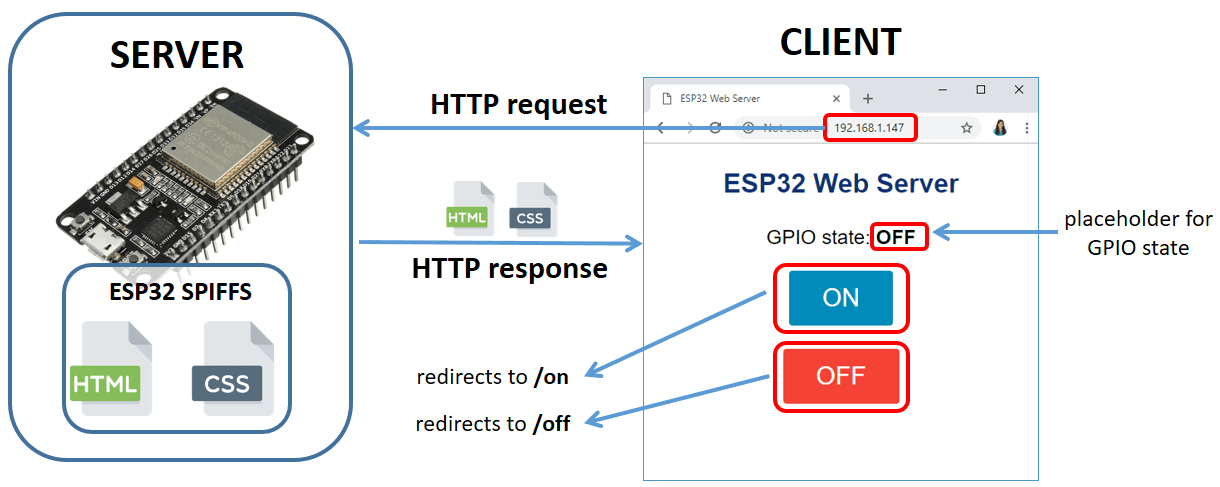 SERVER
ESP32 SPIFFS
HTML
CSS
HTTP request
HTML
CSS
HTTP response
redirects to /on
redirects to /off
CLIENT
ESP32 Web Server
Not secure
192.168.1.147
ESP32 Web Server
GPIO state: OFF
ON
OFF
placeholder for
GPIO state